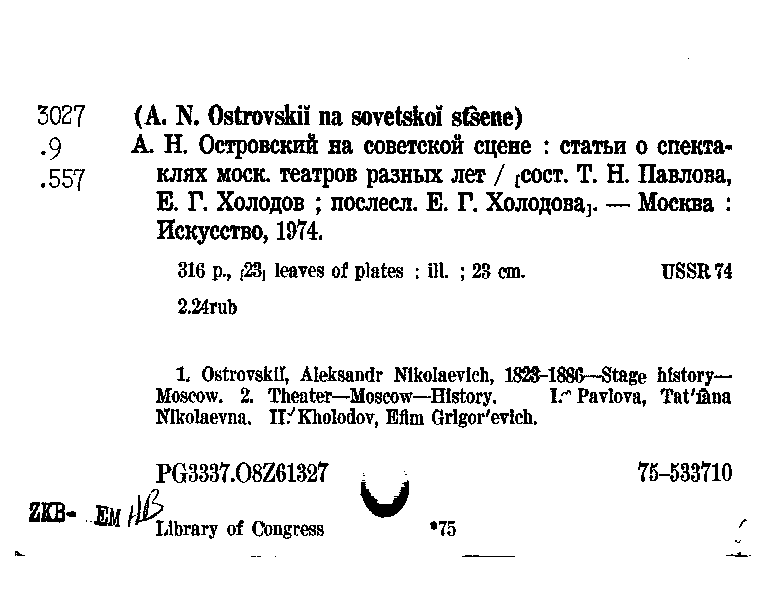 3027
.9
.557
(A. N. Ostrovskiĭ na sovetskoĭ st͡sene)
А. Н. Островский на советской сцене : статьи о спекта-
клях моск. театров разных лет / [сост. Т. Н. Павлова,
Е. Г. Холодов ; послесл. Е. Г. Холодова]. — Москва :
Искусство, 1974.
316 p., [23] leaves of plates : ill. ; 23 cm. USSR 74
2.24rub
1. Ostrovskiĭ, Aleksandr Nikolaevich, 1823-1886—Stage history—
Moscow. 2. Theater—Moscow—History. I. Pavlova, Tat'i͡ana
Nikolaevna. II. Kholodov, Efim Grigor'evich.
PG3337.O8Z61327 75-533710
ZKB- EM HB
Library of Congress *75